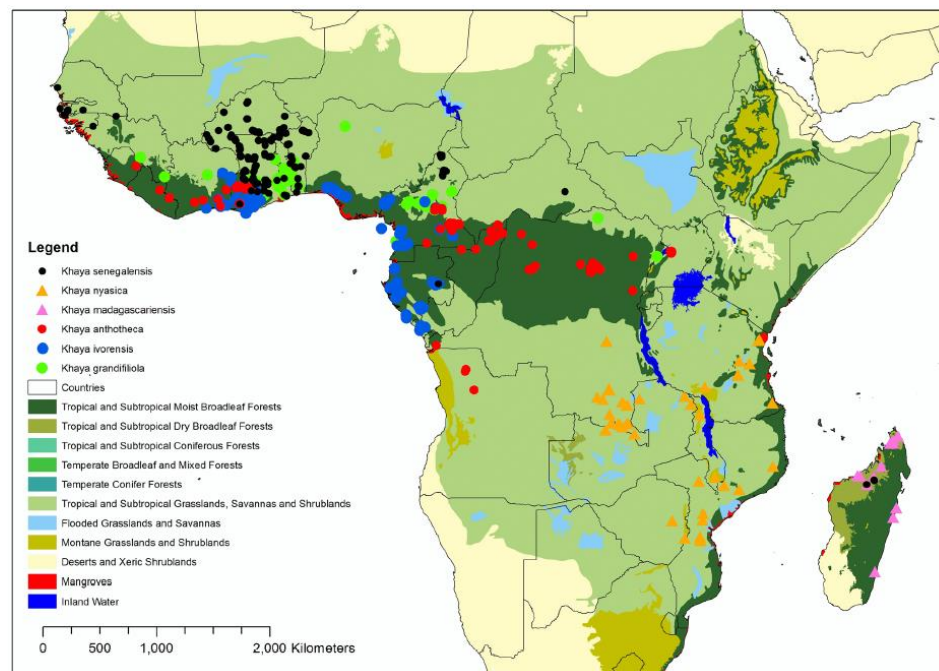 Legend
Khaya senegalensis
Khaya nyasica
Khaya madagascariensis
Khaya anthotheca
Khaya ivorensis
Khaya grandifiliola
Countries
Tropical and Subtropical Moist Broadleaf Forests
Tropical and Subtropical Dry Broadleaf Forests
Tropical and Subtropical Coniferous Forests
Temperate Broadleaf and Mixed Forests
Temperate Conifer Forests
Tropical and Subtropical Grasslands, Savannas and Shrublands
Flooded Grasslands and Savannas
Montane Grasslands and Shrublands
Deserts and Xeric Shrublands
Mangroves
Inland Water
0 500 1,000 2,000 Kilometers